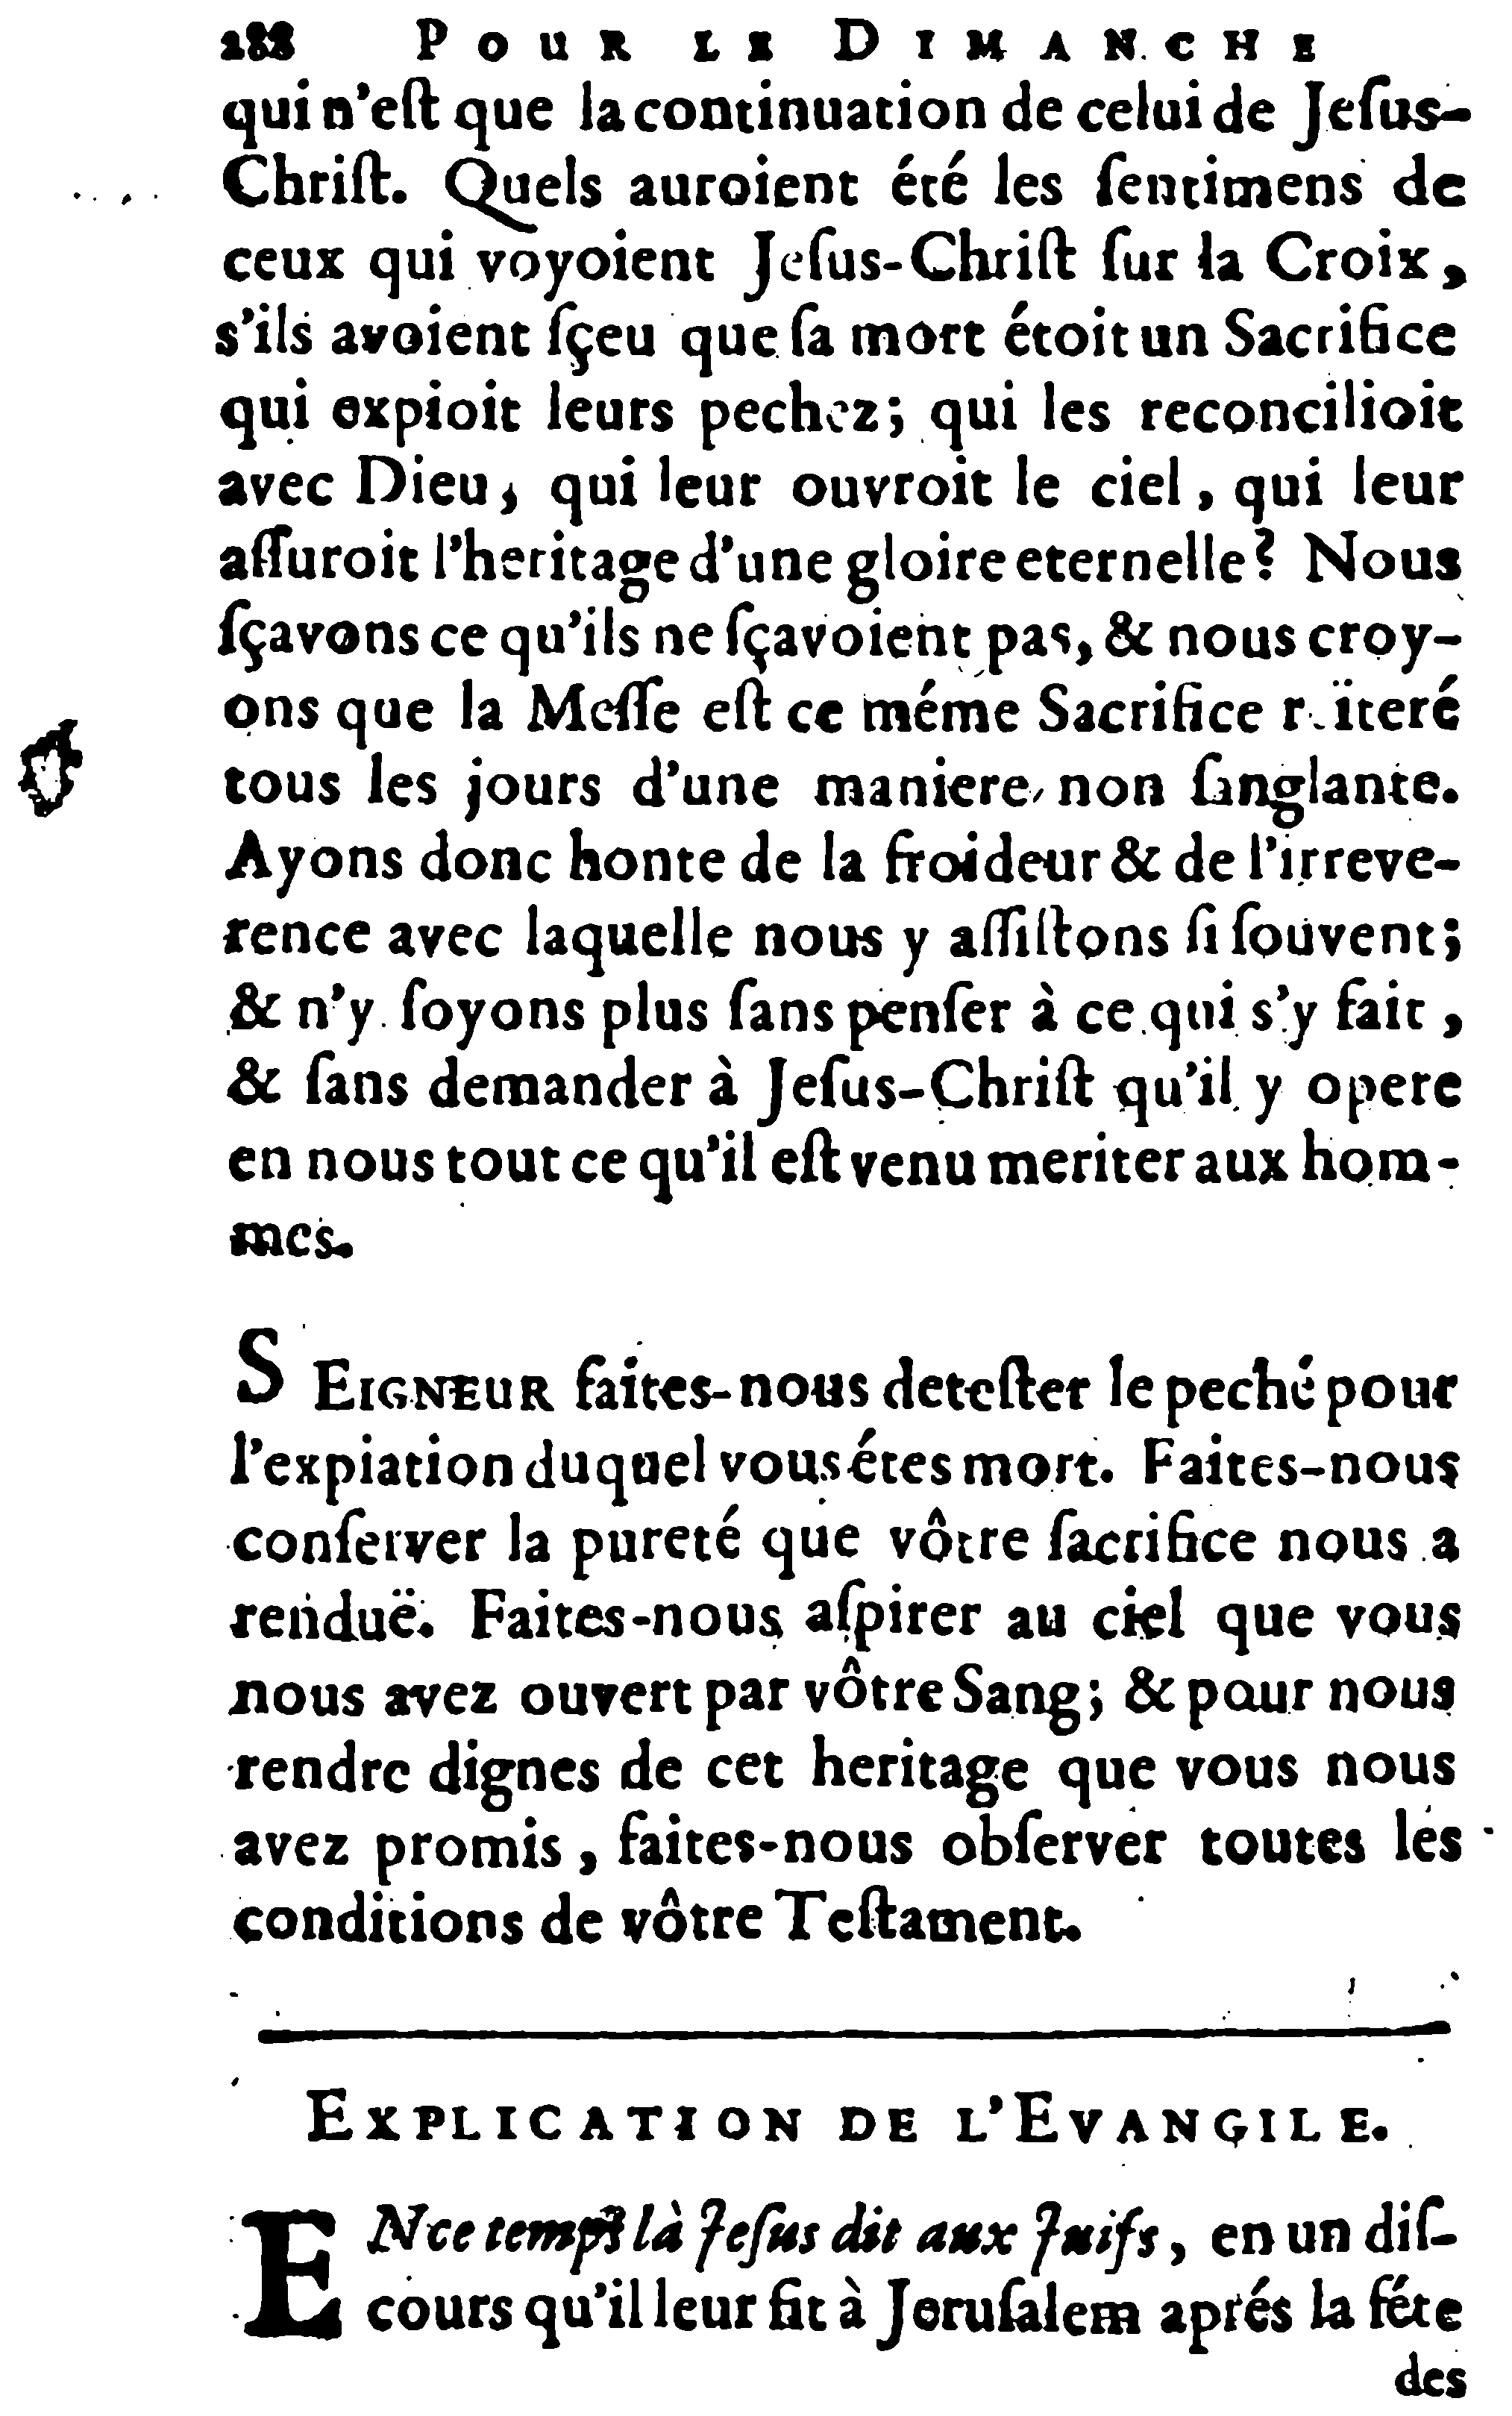 288 POUR LE DIMANCHE
qui n'eſt que la continuation de celui de Jeſus-
Chriſt. Quels auroient été les ſentimens de
ceux qui voyoient Jeſus-Chriſt ſur la Croix,
s'ils avoient ſçeu que ſa mort étoit un Sacrifice
qui expioit leurs pechez; qui les reconcilioit
avec Dieu, qui leur ouvroit le ciel, qui leur
aſſuroit l'heritage d'une gloire eternelle? Nous
ſçavons ce qu'ils ne ſçavoient pas, & nous croy-
ons que la Meſſe eſt ce méme Sacrifice reïteré
tous les jours d'une maniere non ſanglante.
Ayons donc honte de la froideur & de l'irreve-
rence avec laquelle nous y aſſiſtons ſi ſouvent;
& n'y ſoyons plus ſans penſer à ce qui s'y fait,
& ſans demander à Jeſus-Chriſt qu'il y opere
en nous tout ce qu'il eſt venu meriter aux hom-
mes.
SEIGNEUR faites-nous deteſter le peché pour
l'expiation duquel vous étes mort. Faites-nous
conſerver la pureté que vôtre ſacrifice nous a
renduë. Faites-nous aſpirer au ciel que vous
nous avez ouvert par vôtre Sang; & pour nous
rendre dignes de cet heritage que vous nous
avez promis, faites-nous obſerver toutes les
conditions de vôtre Teſtament.
EXPLICATION DE L'EVANGILE.
EN ce temps là Jeſus dit aux Juifs, en un diſ-
cours qu'il leur fit à Jeruſalem aprés la féte
des